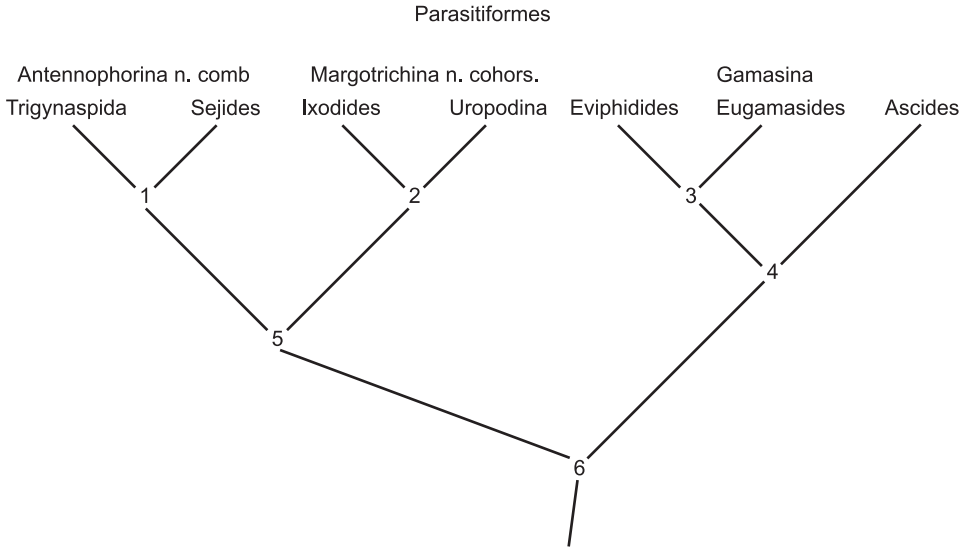 Parasitiformes
Antennophorina n. comb Margotrichina n. cohors. Gamasina
Trigynaspida Sejides Ixodides Uropodina Eviphidides Eugamasides Ascides
1 2 3
4
5
6